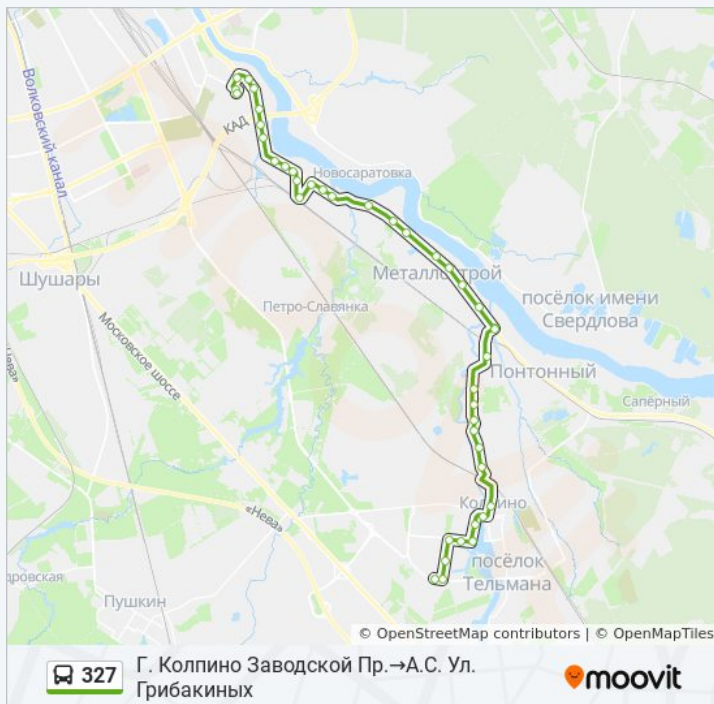 Волковский канал
КАД
Новосаратовка
Шушары
Металлострой
Петро-Славянка
посёлок имени
Свердлова
Московское шоссе
Понтонный
Сапёрный
«Нева»
Колпино
посёлок
Тельмана
Пушкин
© OpenStreetMap contributors | © OpenMapTiles
327
Г. Колпино Заводской Пр.→А.С. Ул.
Грибакиных
moovit